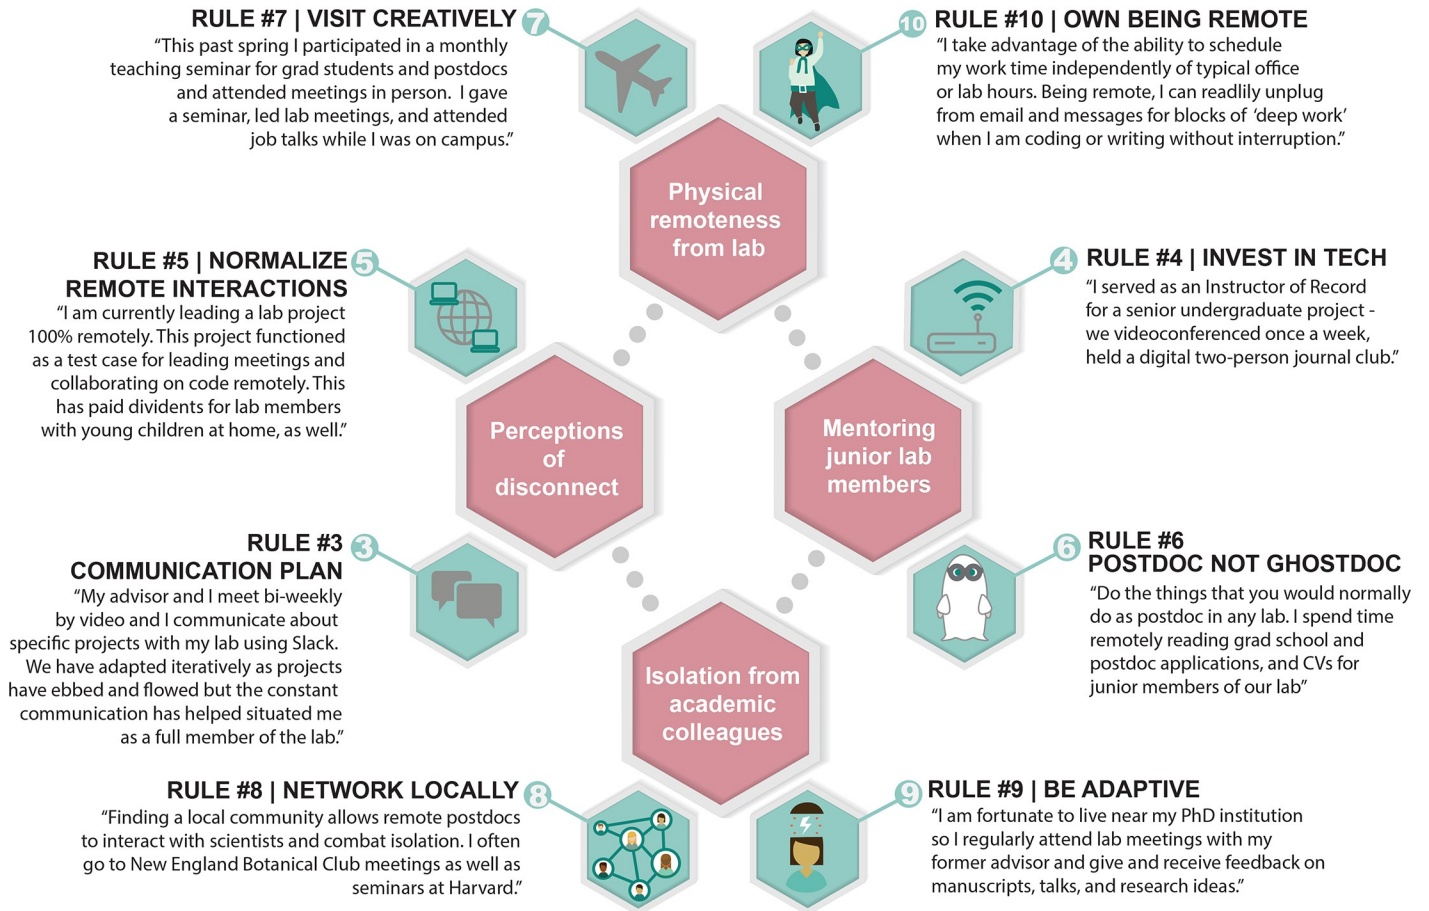 RULE #7 | VISIT CREATIVELY
7
“This past spring I participated in a monthly
teaching seminar for grad students and postdocs
and attended meetings in person. I gave
a seminar, led lab meetings, and attended
job talks while I was on campus.”
10
RULE #10 | OWN BEING REMOTE
“I take advantage of the ability to schedule
my work time independently of typical office
or lab hours. Being remote, I can readlily unplug
from email and messages for blocks of ‘deep work’
when I am coding or writing without interruption.”
Physical
remoteness
from lab
RULE #5 | NORMALIZE
REMOTE INTERACTIONS
5
“I am currently leading a lab project
100% remotely. This project functioned
as a test case for leading meetings and
collaborating on code remotely. This
has paid dividents for lab members
with young children at home, as well.”
4
RULE #4 | INVEST IN TECH
“I served as an Instructor of Record
for a senior undergraduate project -
we videoconferenced once a week,
held a digital two-person journal club.”
Perceptions
of
disconnect
Mentoring
junior lab
members
RULE #3
COMMUNICATION PLAN
3
“My advisor and I meet bi-weekly
by video and I communicate about
specific projects with my lab using Slack.
We have adapted iteratively as projects
have ebbed and flowed but the constant
communication has helped situated me
as a full member of the lab.”
6
RULE #6
POSTDOC NOT GHOSTDOC
“Do the things that you would normally
do as postdoc in any lab. I spend time
remotely reading grad school and
postdoc applications, and CVs for
junior members of our lab”
Isolation from
academic
colleagues
RULE #8 | NETWORK LOCALLY
8
“Finding a local community allows remote postdocs
to interact with scientists and combat isolation. I often
go to New England Botanical Club meetings as well as
seminars at Harvard.”
9
RULE #9 | BE ADAPTIVE
“I am fortunate to live near my PhD institution
so I regularly attend lab meetings with my
former advisor and give and receive feedback on
manuscripts, talks, and research ideas.”